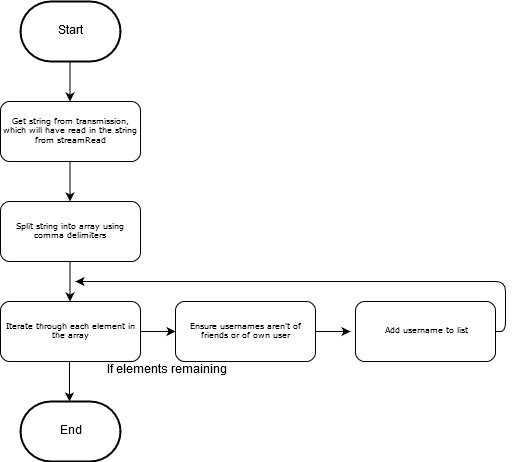 Start
Get string from transmission,
which will have read in the string
from streamRead
Split string into array using
comma delimiters
Iterate through each element in
the array
Ensure usernames aren't of
friends or of own user
Add username to list
If elements remaining
End